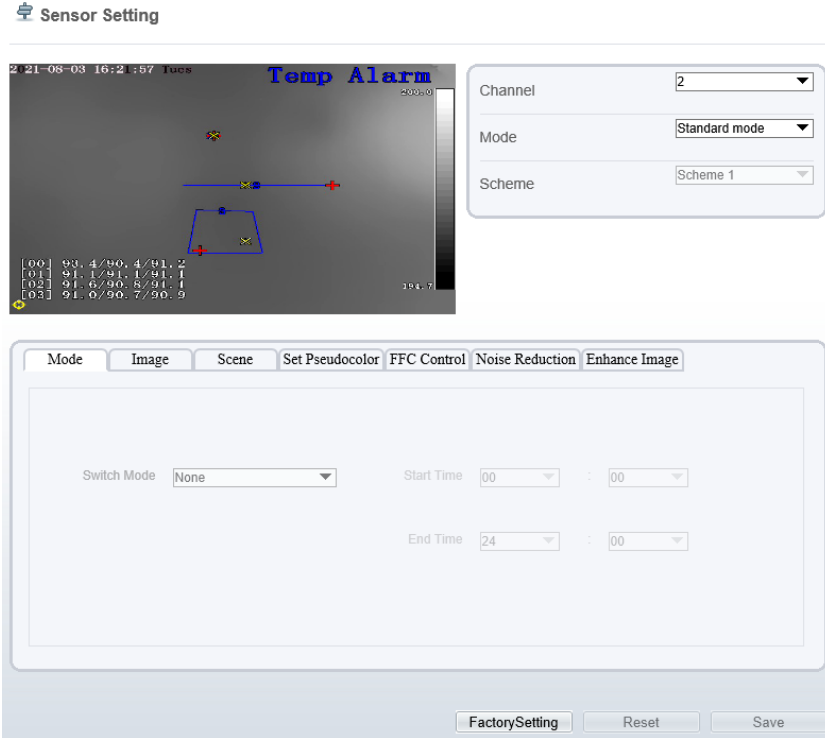 Sensor Setting
2021-08-03 16:21:57 Tues
Temp Alarm
200.0
[00] 93.4/90.4/91.2
[01] 91.1/91.1/91.1
[02] 91.6/90.8/91.1
[03] 91.0/90.7/90.9
194.7
Channel 2
Mode Standard mode
Scheme Scheme 1
Mode Image Scene Set Pseudocolor FFC Control Noise Reduction Enhance Image
Switch Mode None Start Time 00 : 00
End Time 24 : 00
FactorySetting Reset Save